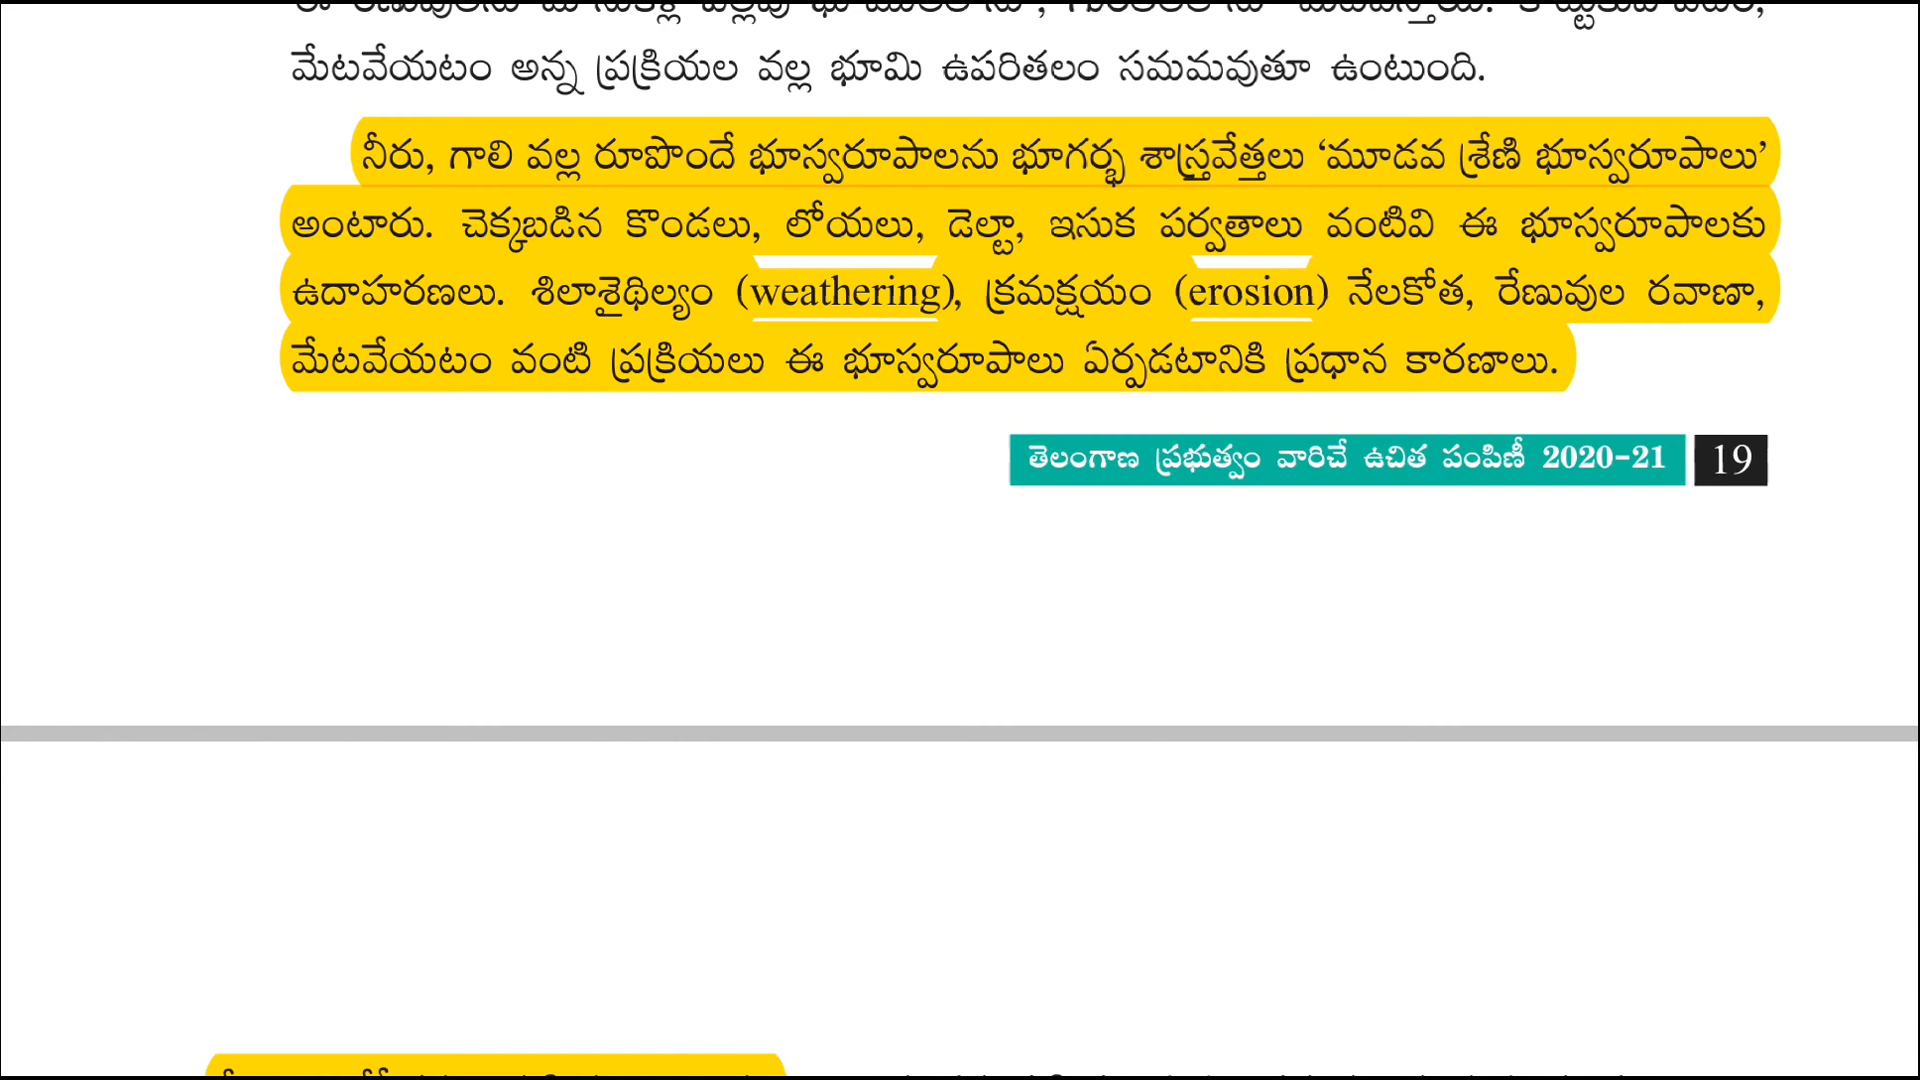 మేటవేయటం అన్న ప్రక్రియల వల్ల భూమి ఉపరితలం సమమవుతూ ఉంటుంది.
నీరు, గాలి వల్ల రూపొందే భూస్వరూపాలను భూగర్భ శాస్త్రవేత్తలు ‘మూడవ శ్రేణి భూస్వరూపాలు’
అంటారు. చెక్కబడిన కొండలు, లోయలు, డెల్టా, ఇసుక పర్వతాలు వంటివి ఈ భూస్వరూపాలకు
ఉదాహరణలు. శిలాశైథిల్యం (weathering), క్రమక్షయం (erosion) నేలకోత, రేణువుల రవాణా,
మేటవేయటం వంటి ప్రక్రియలు ఈ భూస్వరూపాలు ఏర్పడటానికి ప్రధాన కారణాలు.
తెలంగాణ ప్రభుత్వం వారిచే ఉచిత పంపిణీ 2020-21 19